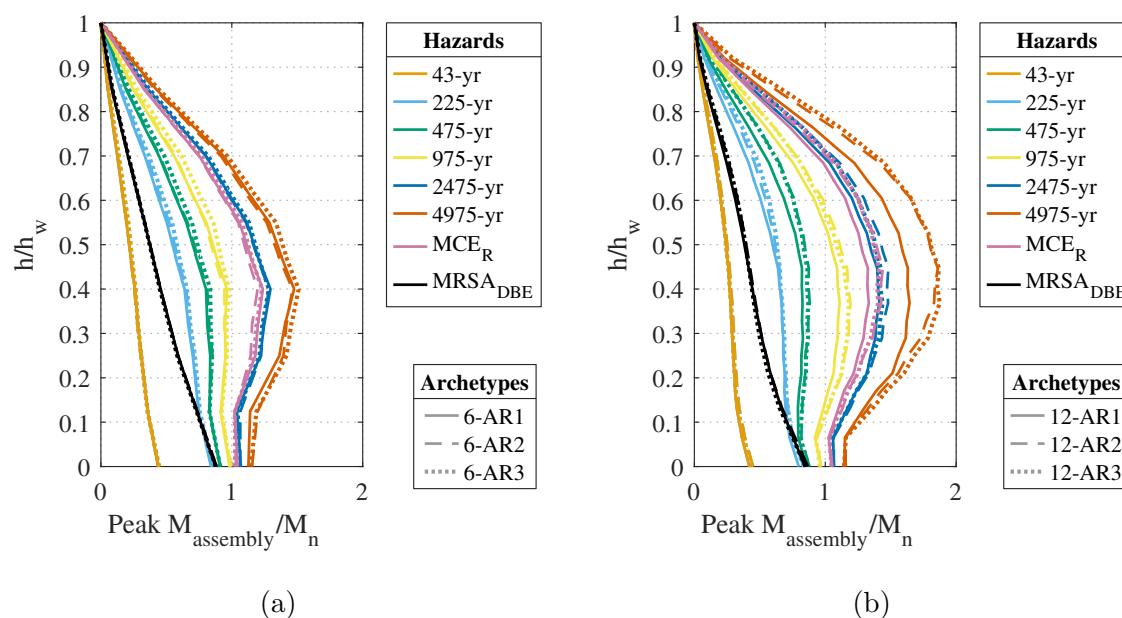 1
0.9
0.8
0.7
0.6
0.5
0.4
0.3
0.2
0.1
0
h/h_w
0 1 2
Peak M_assembly/M_n
Hazards
43-yr
225-yr
475-yr
975-yr
2475-yr
4975-yr
MCE_R
MRSA_DBE
Archetypes
6-AR1
6-AR2
6-AR3
(a)
1
0.9
0.8
0.7
0.6
0.5
0.4
0.3
0.2
0.1
0
h/h_w
0 1 2
Peak M_assembly/M_n
Hazards
43-yr
225-yr
475-yr
975-yr
2475-yr
4975-yr
MCE_R
MRSA_DBE
Archetypes
12-AR1
12-AR2
12-AR3
(b)